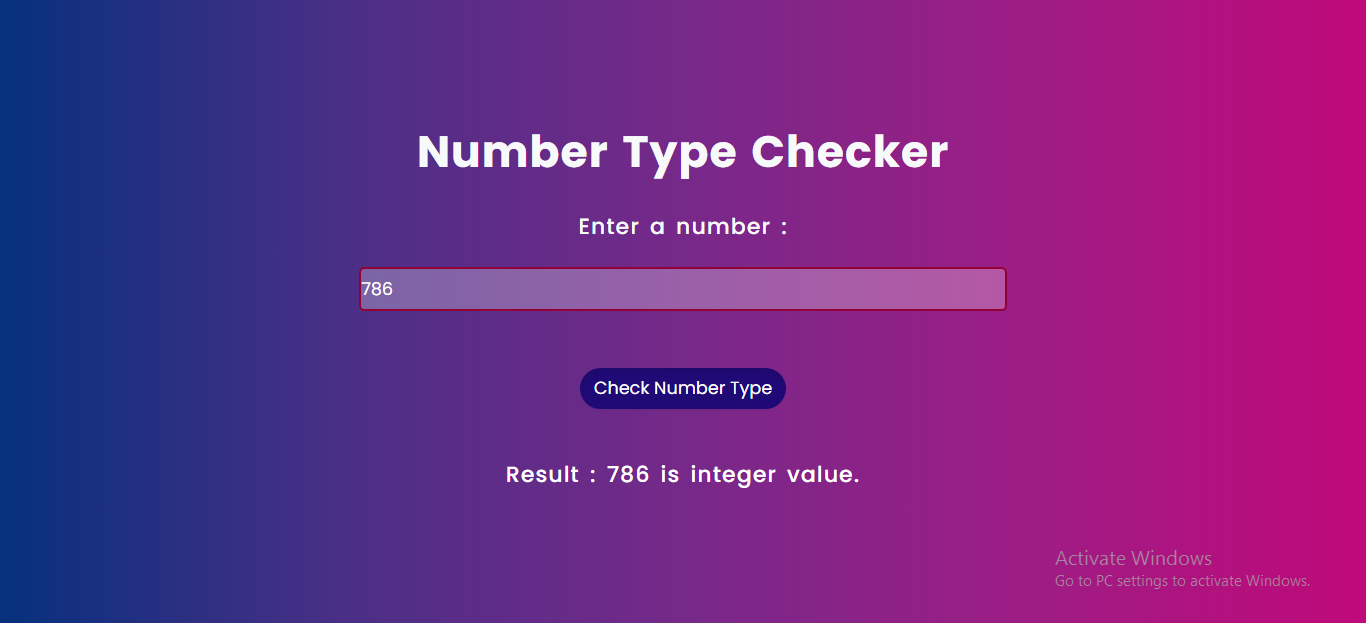 Number Type Checker
Enter a number :
786
Check Number Type
Result : 786 is integer value.
Activate Windows
Go to PC settings to activate Windows.